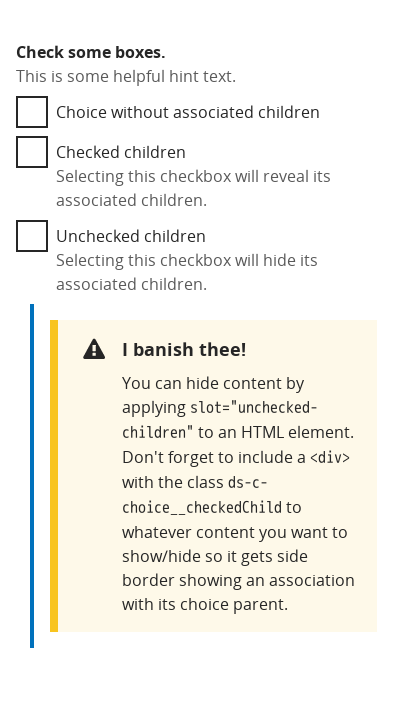 Check some boxes.
This is some helpful hint text.
Choice without associated children
Checked children
Selecting this checkbox will reveal its
associated children.
Unchecked children
Selecting this checkbox will hide its
associated children.
I banish thee!
You can hide content by
applying slot="unchecked-
children" to an HTML element.
Don't forget to include a <div>
with the class ds-c-
choice__checkedChild to
whatever content you want to
show/hide so it gets side
border showing an association
with its choice parent.